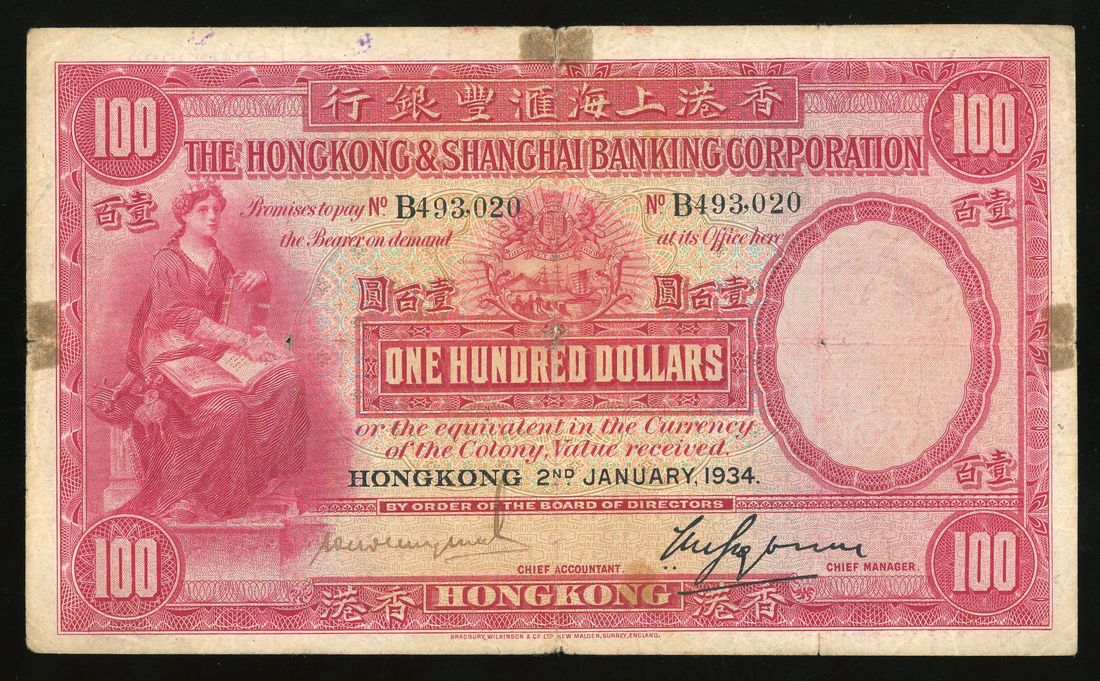 行銀豐滙海上港香
100 100
THE HONGKONG & SHANGHAI BANKING CORPORATION
百壹 百壹
Promises to pay Nº B493,020 Nº B493,020
the Bearer on demand at its Office here
圓百壹 圓百壹
ONE HUNDRED DOLLARS
or the equivalent in the Currency
of the Colony, Value received.
百壹
HONGKONG 2ND JANUARY, 1934.
BY ORDER OF THE BOARD OF DIRECTORS
100 100
CHIEF ACCOUNTANT. CHIEF MANAGER.
港香 HONGKONG 港香
BRADBURY, WILKINSON & Cº LTD NEW MALDEN, SURREY, ENGLAND.